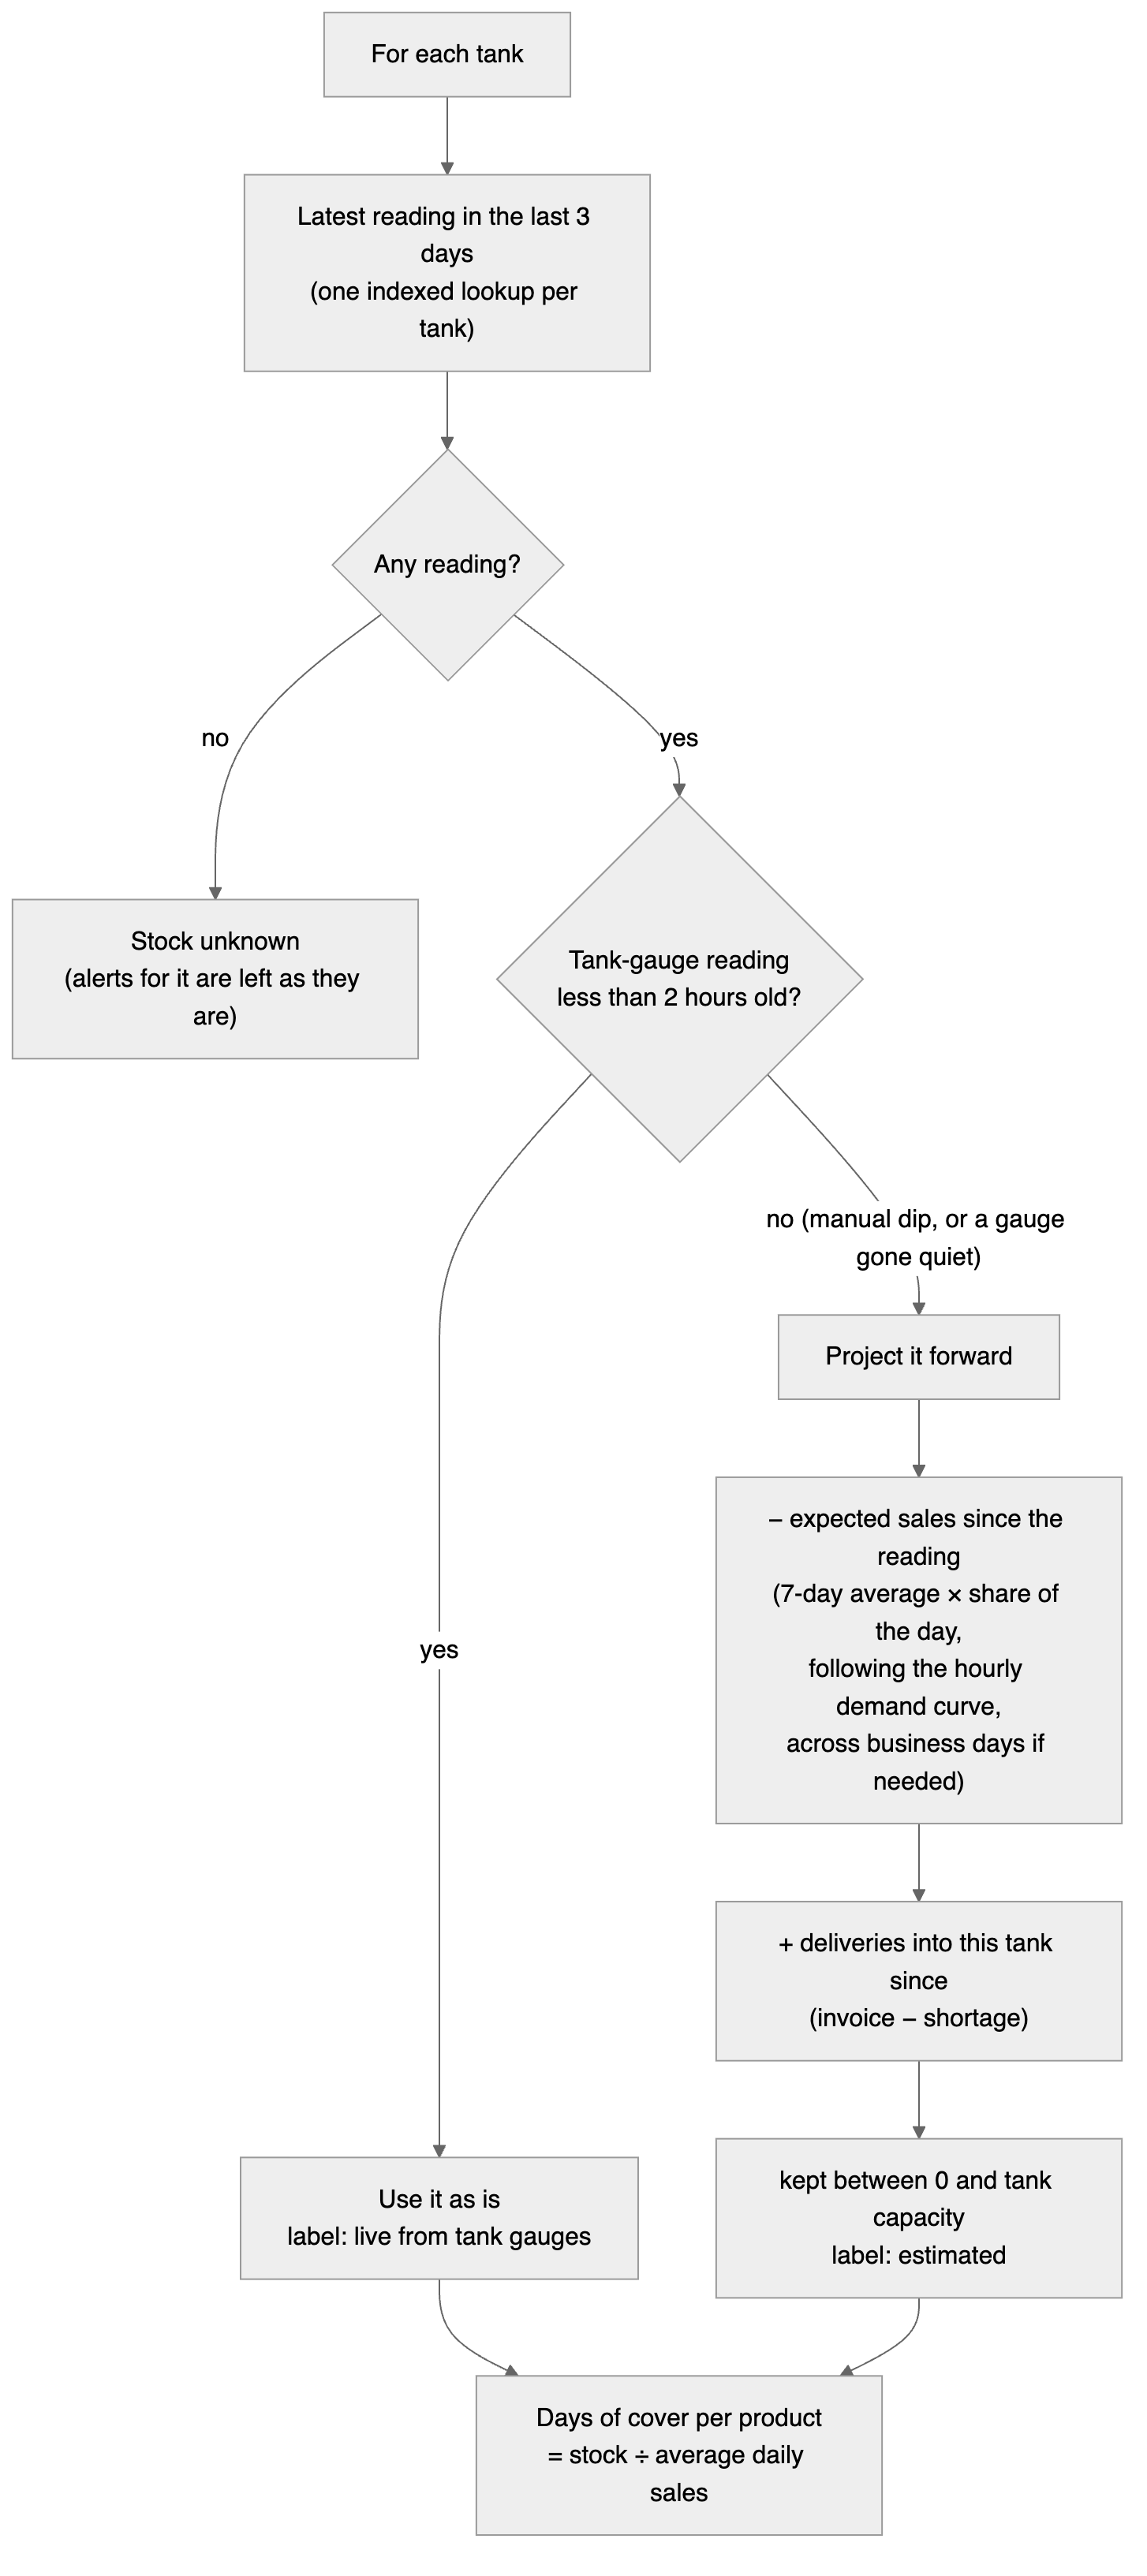 For each tank
Latest reading in the last 3
days
(one indexed lookup per
tank)
Any reading?
no
yes
Stock unknown
(alerts for it are left as they
are)
Tank-gauge reading
less than 2 hours old?
no (manual dip, or a gauge
gone quiet)
Project it forward
– expected sales since the
reading
(7-day average × share of
the day,
following the hourly
demand curve,
across business days if
needed)
yes
+ deliveries into this tank
since
(invoice – shortage)
Use it as is
label: live from tank gauges
kept between 0 and tank
capacity
label: estimated
Days of cover per product
= stock ÷ average daily
sales